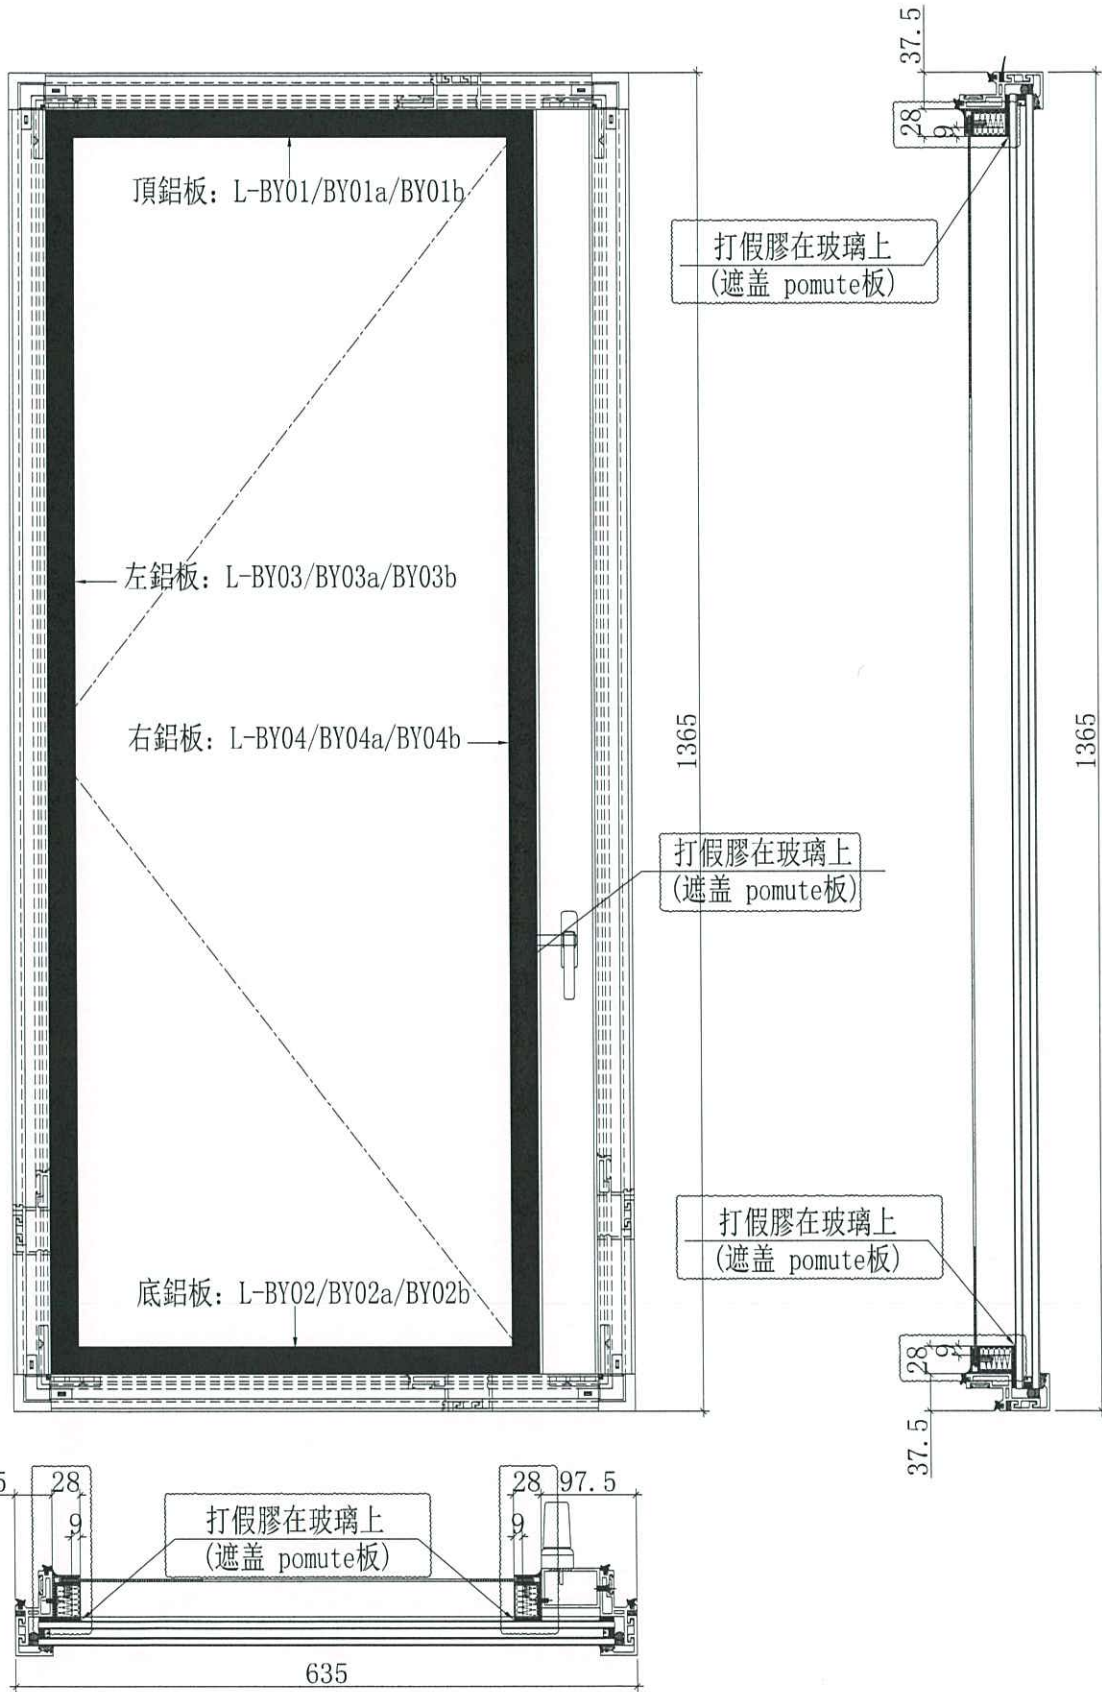 37.5
28
9
頂鋁板: L-BY01/BY01a/BY01b
打假膠在玻璃上
(遮盖 pomute板)
左鋁板: L-BY03/BY03a/BY03b
右鋁板: L-BY04/BY04a/BY04b
1365
1365
打假膠在玻璃上
(遮盖 pomute板)
打假膠在玻璃上
(遮盖 pomute板)
底鋁板: L-BY02/BY02a/BY02b
28
9
37.5
5
28
28
97.5
9
9
打假膠在玻璃上
(遮盖 pomute板)
635